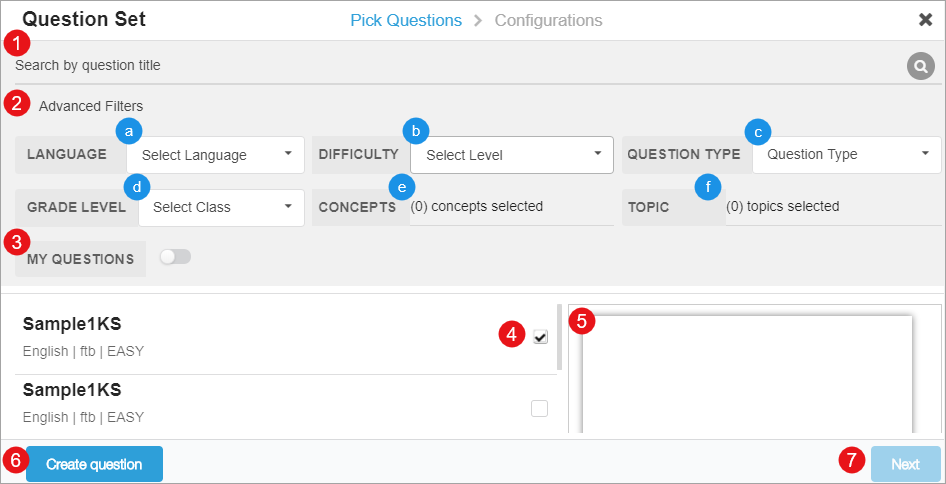 Question Set
Pick Questions > Configurations
1
Search by question title
2
Advanced Filters
a b c
LANGUAGE Select Language DIFFICULTY Select Level QUESTION TYPE Question Type
d e f
GRADE LEVEL Select Class CONCEPTS (0) concepts selected TOPIC (0) topics selected
3
MY QUESTIONS
Sample1KS
4
5
English | ftb | EASY
Sample1KS
English | ftb | EASY
6 Create question 7 Next